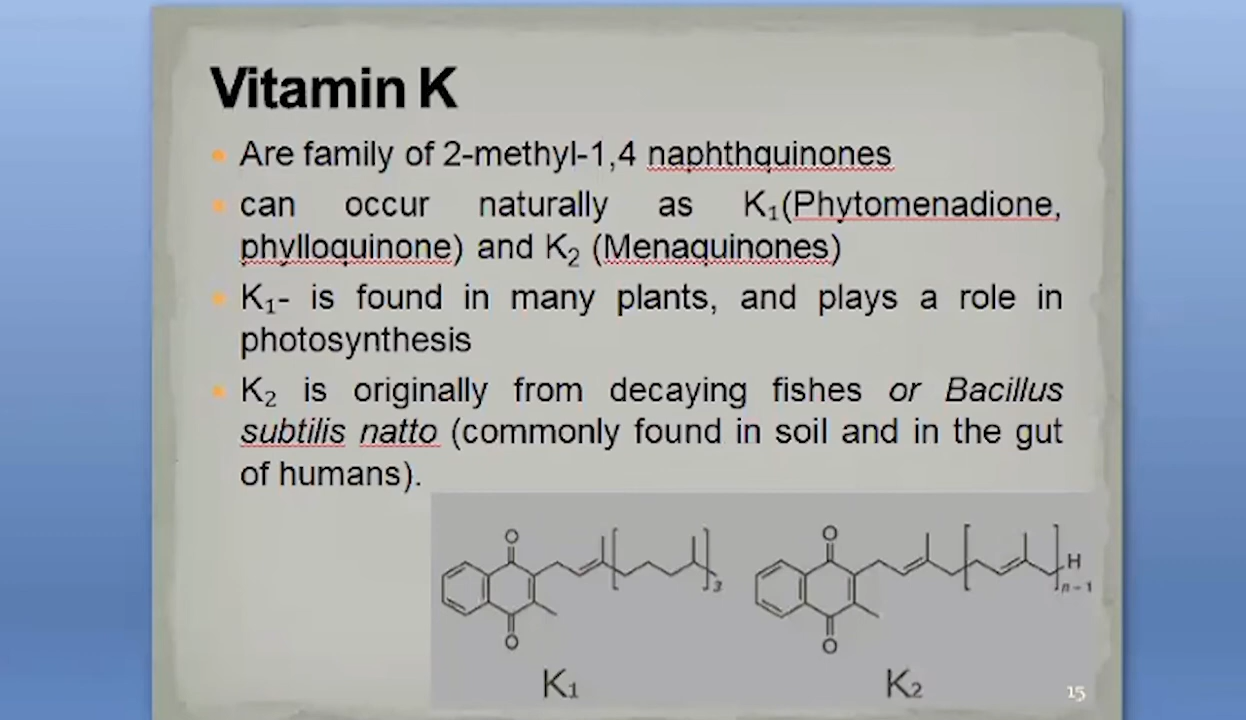 Vitamin K
Are family of 2-methyl-1,4 naphthquinones
can occur naturally as K₁(Phytomenadione,
phylloquinone) and K₂ (Menaquinones)
K₁- is found in many plants, and plays a role in
photosynthesis
K₂ is originally from decaying fishes or Bacillus
subtilis natto (commonly found in soil and in the gut
of humans).
O O
H
3 n-1
O O
K₁ K₂
15